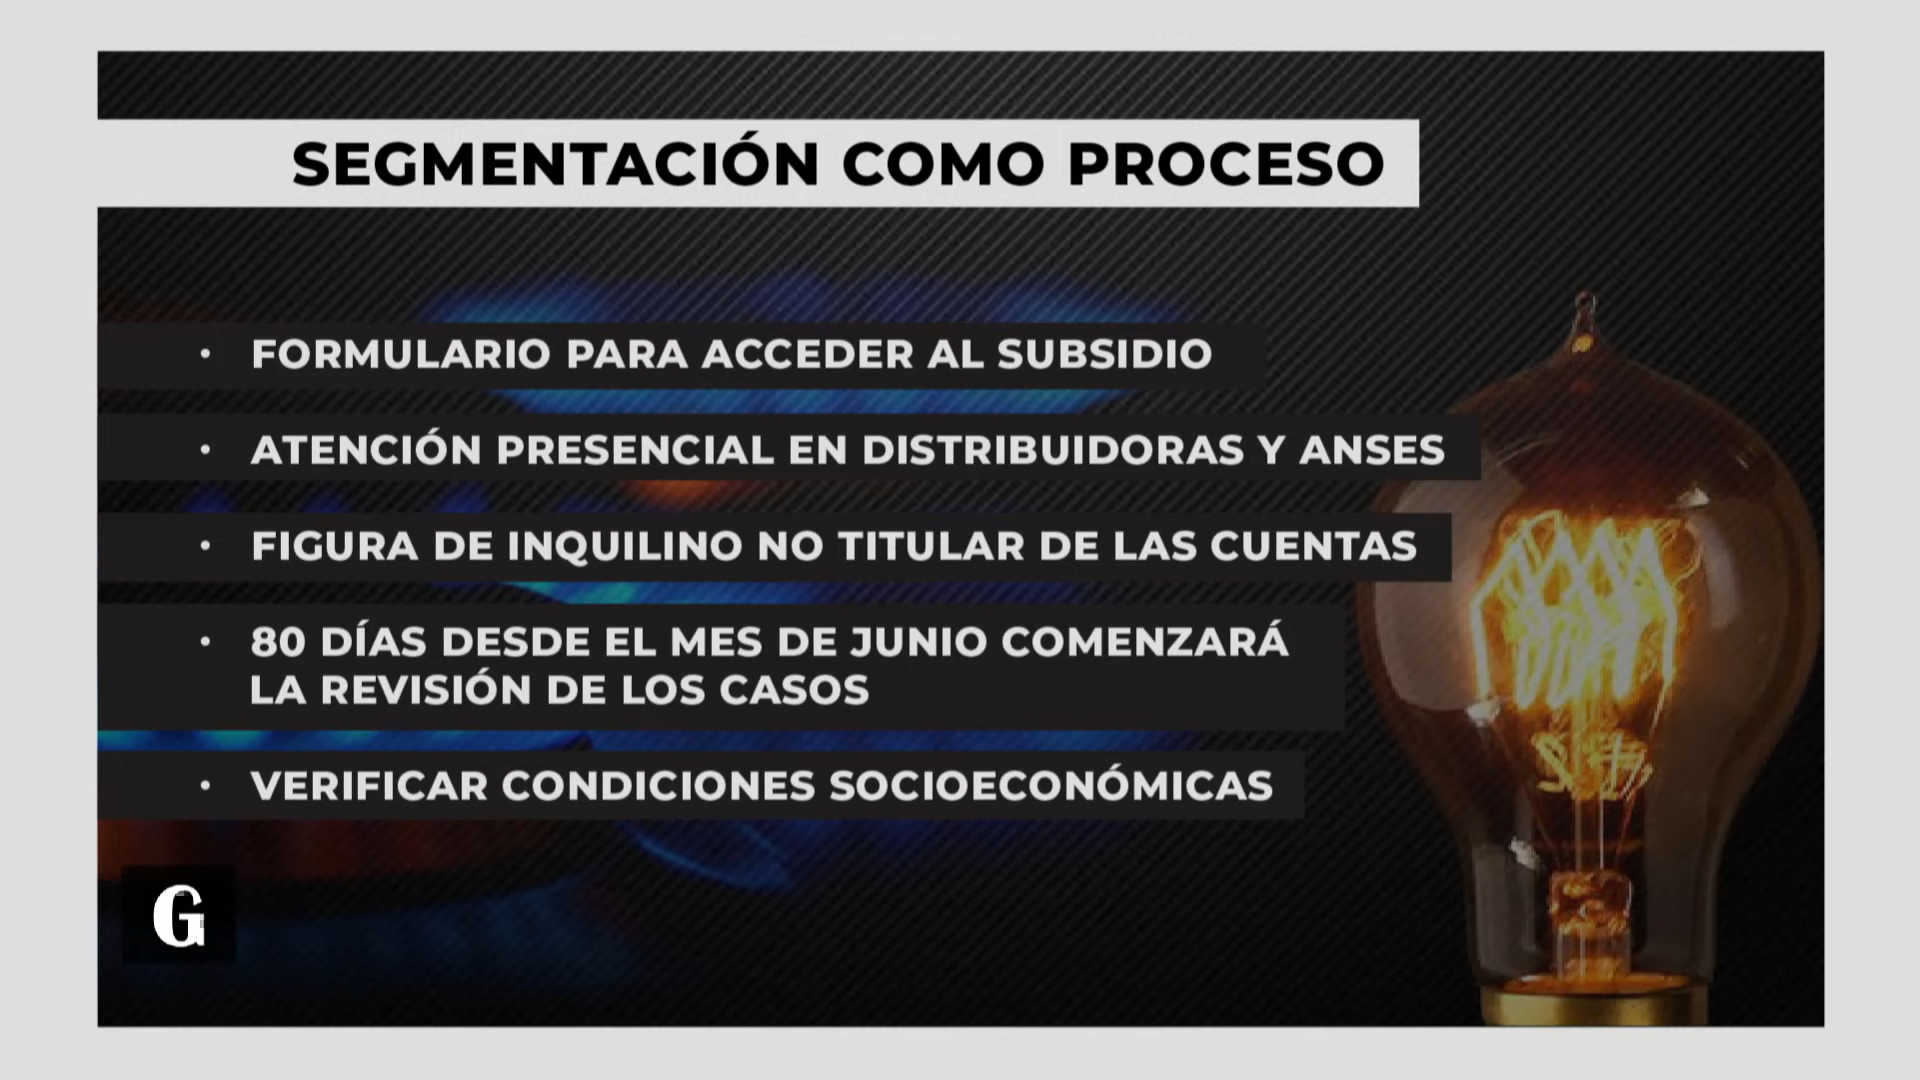 SEGMENTACIÓN COMO PROCESO
• FORMULARIO PARA ACCEDER AL SUBSIDIO
• ATENCIÓN PRESENCIAL EN DISTRIBUIDORAS Y ANSES
• FIGURA DE INQUILINO NO TITULAR DE LAS CUENTAS
• 80 DÍAS DESDE EL MES DE JUNIO COMENZARÁ
LA REVISIÓN DE LOS CASOS
• VERIFICAR CONDICIONES SOCIOECONÓMICAS
G